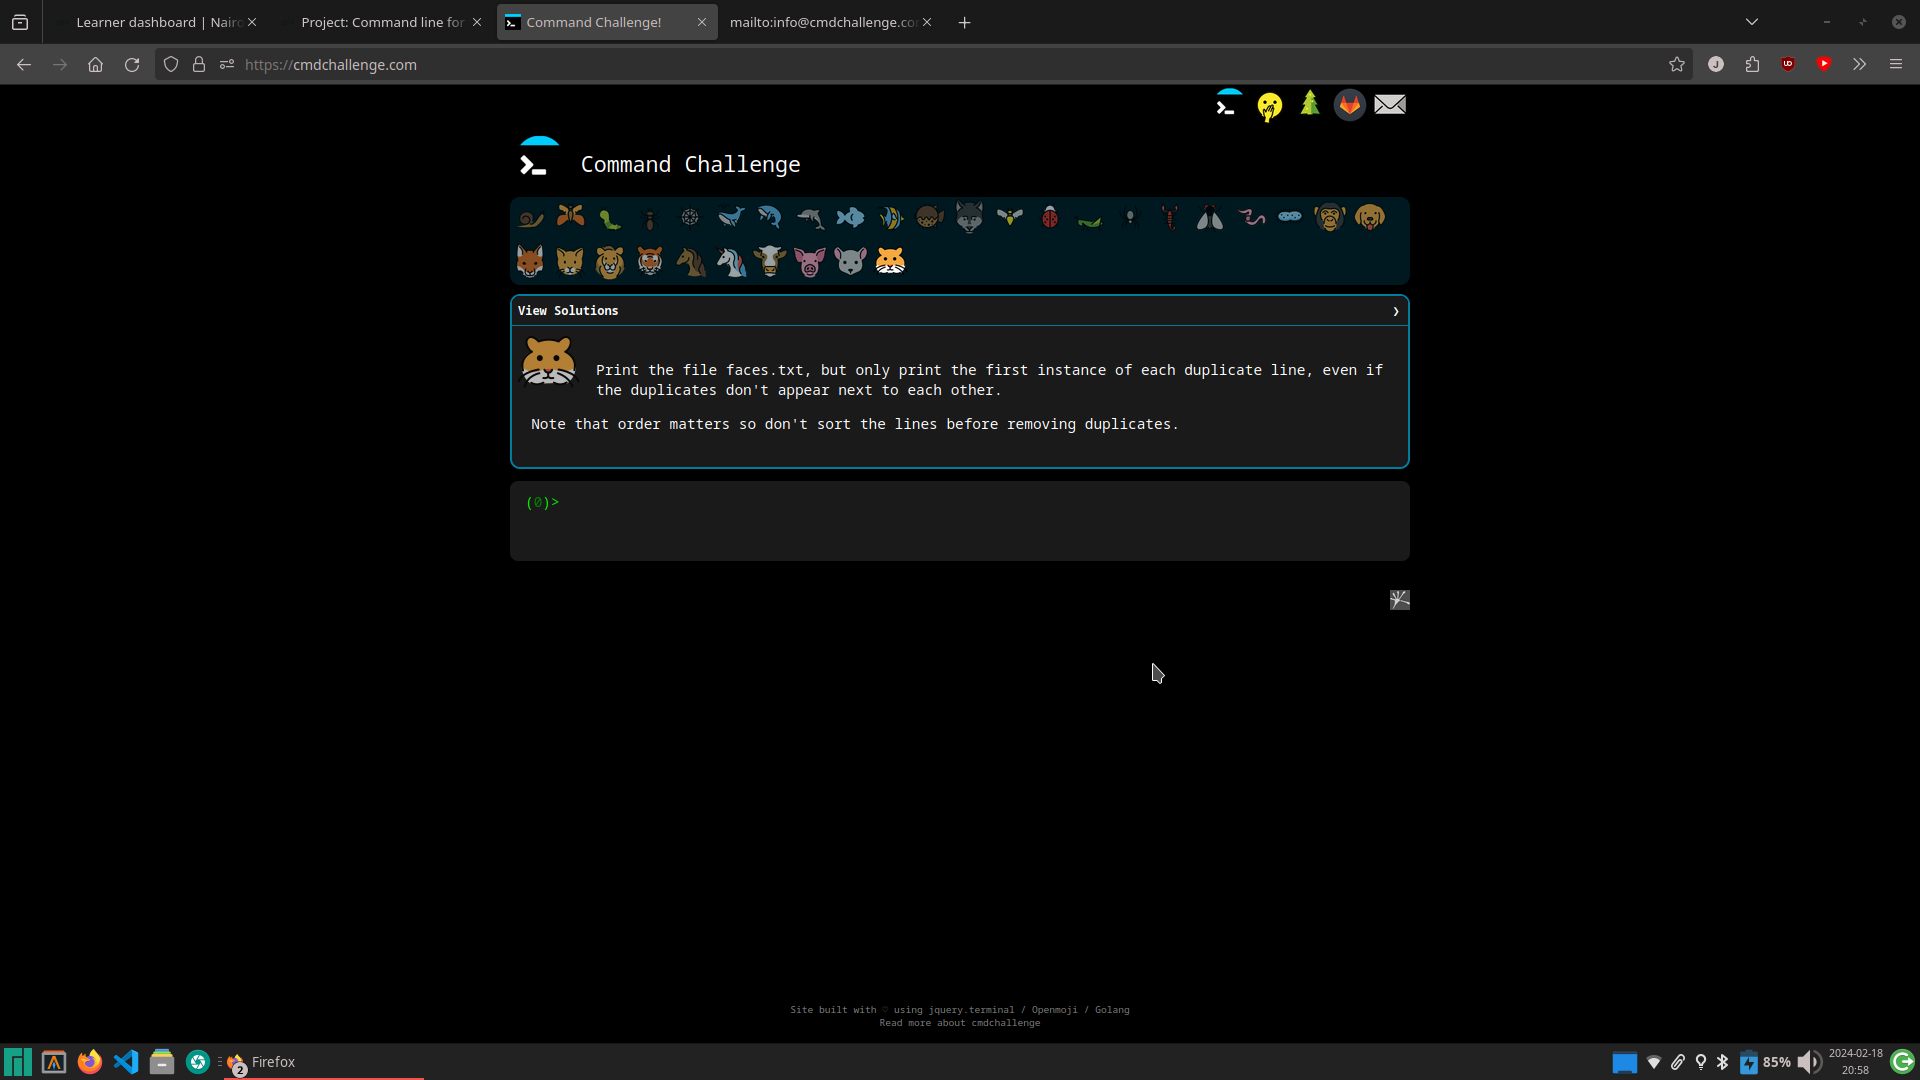 Learner dashboard | Nairo
Project: Command line for
Command Challenge!
mailto:info@cmdchallenge.co
https://cmdchallenge.com
J
Command Challenge
View Solutions
Print the file faces.txt, but only print the first instance of each duplicate line, even if
the duplicates don't appear next to each other.
Note that order matters so don't sort the lines before removing duplicates.
(0)>
Site built with ♡ using jquery.terminal / Openmoji / Golang
Read more about cmdchallenge
2
Firefox
85%
2024-02-18
20:58